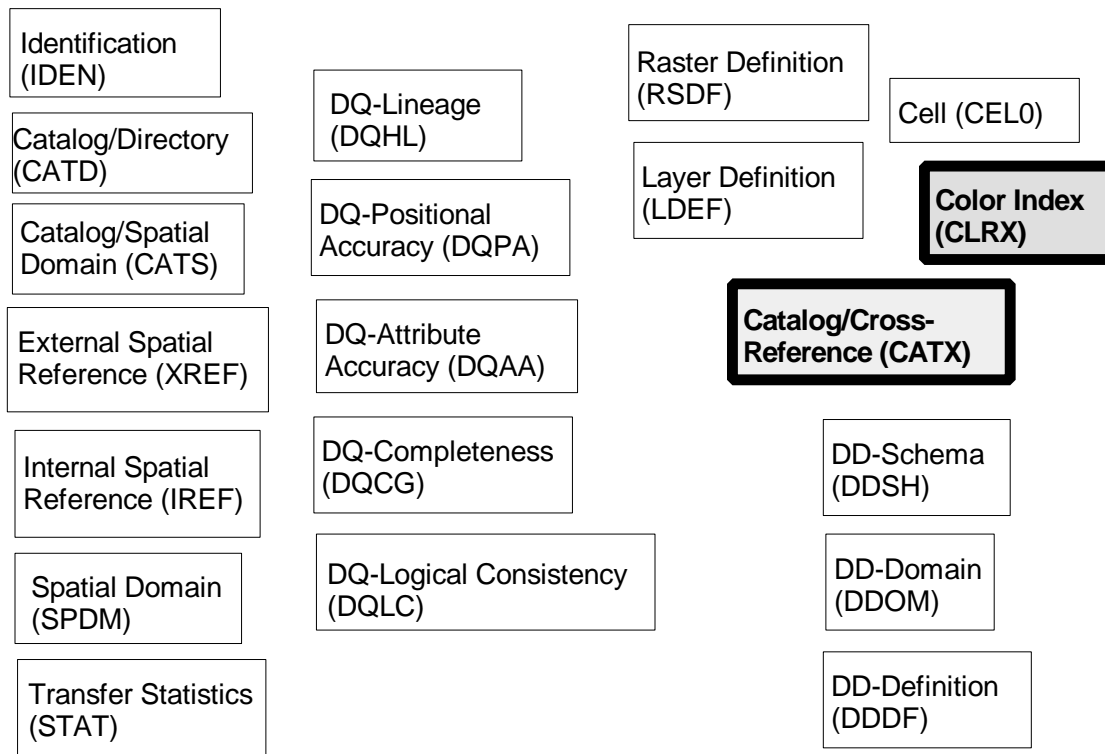 Identification
(IDEN)
Catalog/Directory
(CATD)
Catalog/Spatial
Domain (CATS)
External Spatial
Reference (XREF)
Internal Spatial
Reference (IREF)
Spatial Domain
(SPDM)
Transfer Statistics
(STAT)
DQ-Lineage
(DQHL)
DQ-Positional
Accuracy (DQPA)
DQ-Attribute
Accuracy (DQAA)
DQ-Completeness
(DQCG)
DQ-Logical Consistency
(DQLC)
Raster Definition
(RSDF)
Layer Definition
(LDEF)
Cell (CEL0)
Color Index
(CLRX)
Catalog/Cross-
Reference (CATX)
DD-Schema
(DDSH)
DD-Domain
(DDOM)
DD-Definition
(DDDF)